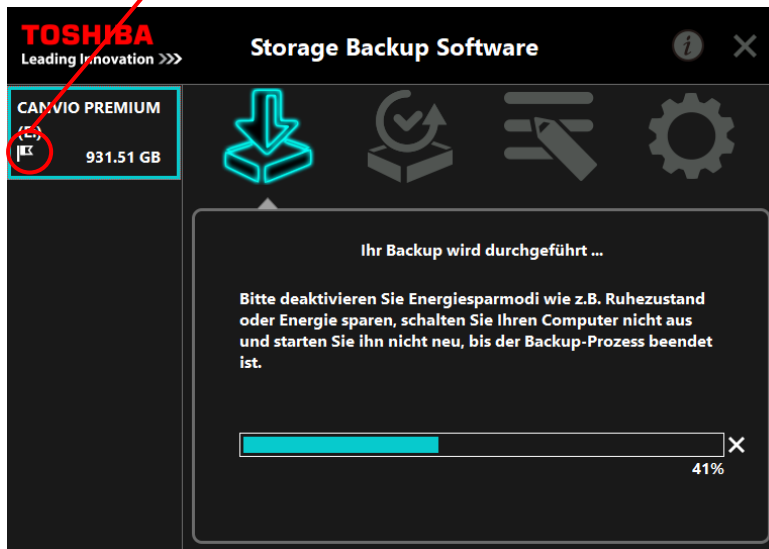 TOSHIBA
Leading Innovation >>>
Storage Backup Software
CANVIO PREMIUM
(E:)
931.51 GB
Ihr Backup wird durchgeführt ...
Bitte deaktivieren Sie Energiesparmodi wie z.B. Ruhezustand
oder Energie sparen, schalten Sie Ihren Computer nicht aus
und starten Sie ihn nicht neu, bis der Backup-Prozess beendet
ist.
41%